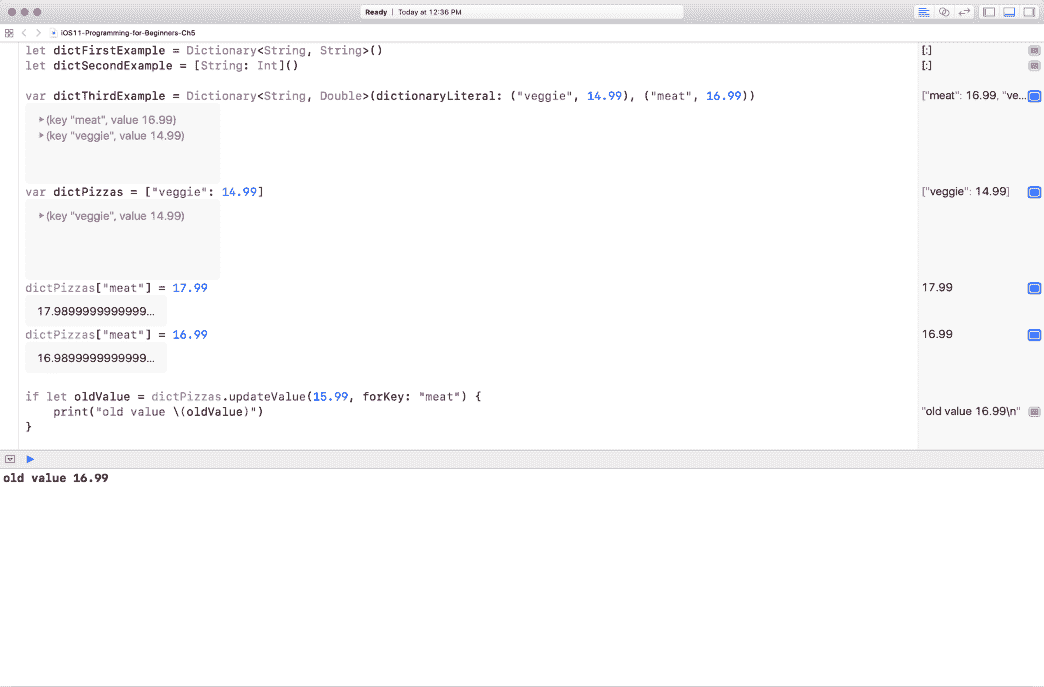 Ready | Today at 12:36 PM
iOS11-Programming-for-Beginners-Ch5
let dictFirstExample = Dictionary<String, String>() [:]
let dictSecondExample = [String: Int]() [:]
var dictThirdExample = Dictionary<String, Double>(dictionaryLiteral: ("veggie", 14.99), ("meat", 16.99)) ["meat": 16.99, "ve...
(key "meat", value 16.99)
(key "veggie", value 14.99)
var dictPizzas = ["veggie": 14.99] ["veggie": 14.99]
(key "veggie", value 14.99)
dictPizzas["meat"] = 17.99 17.99
17.9899999999999...
dictPizzas["meat"] = 16.99 16.99
16.9899999999999...
if let oldValue = dictPizzas.updateValue(15.99, forKey: "meat") {
print("old value \(oldValue)") "old value 16.99\n"
}
old value 16.99